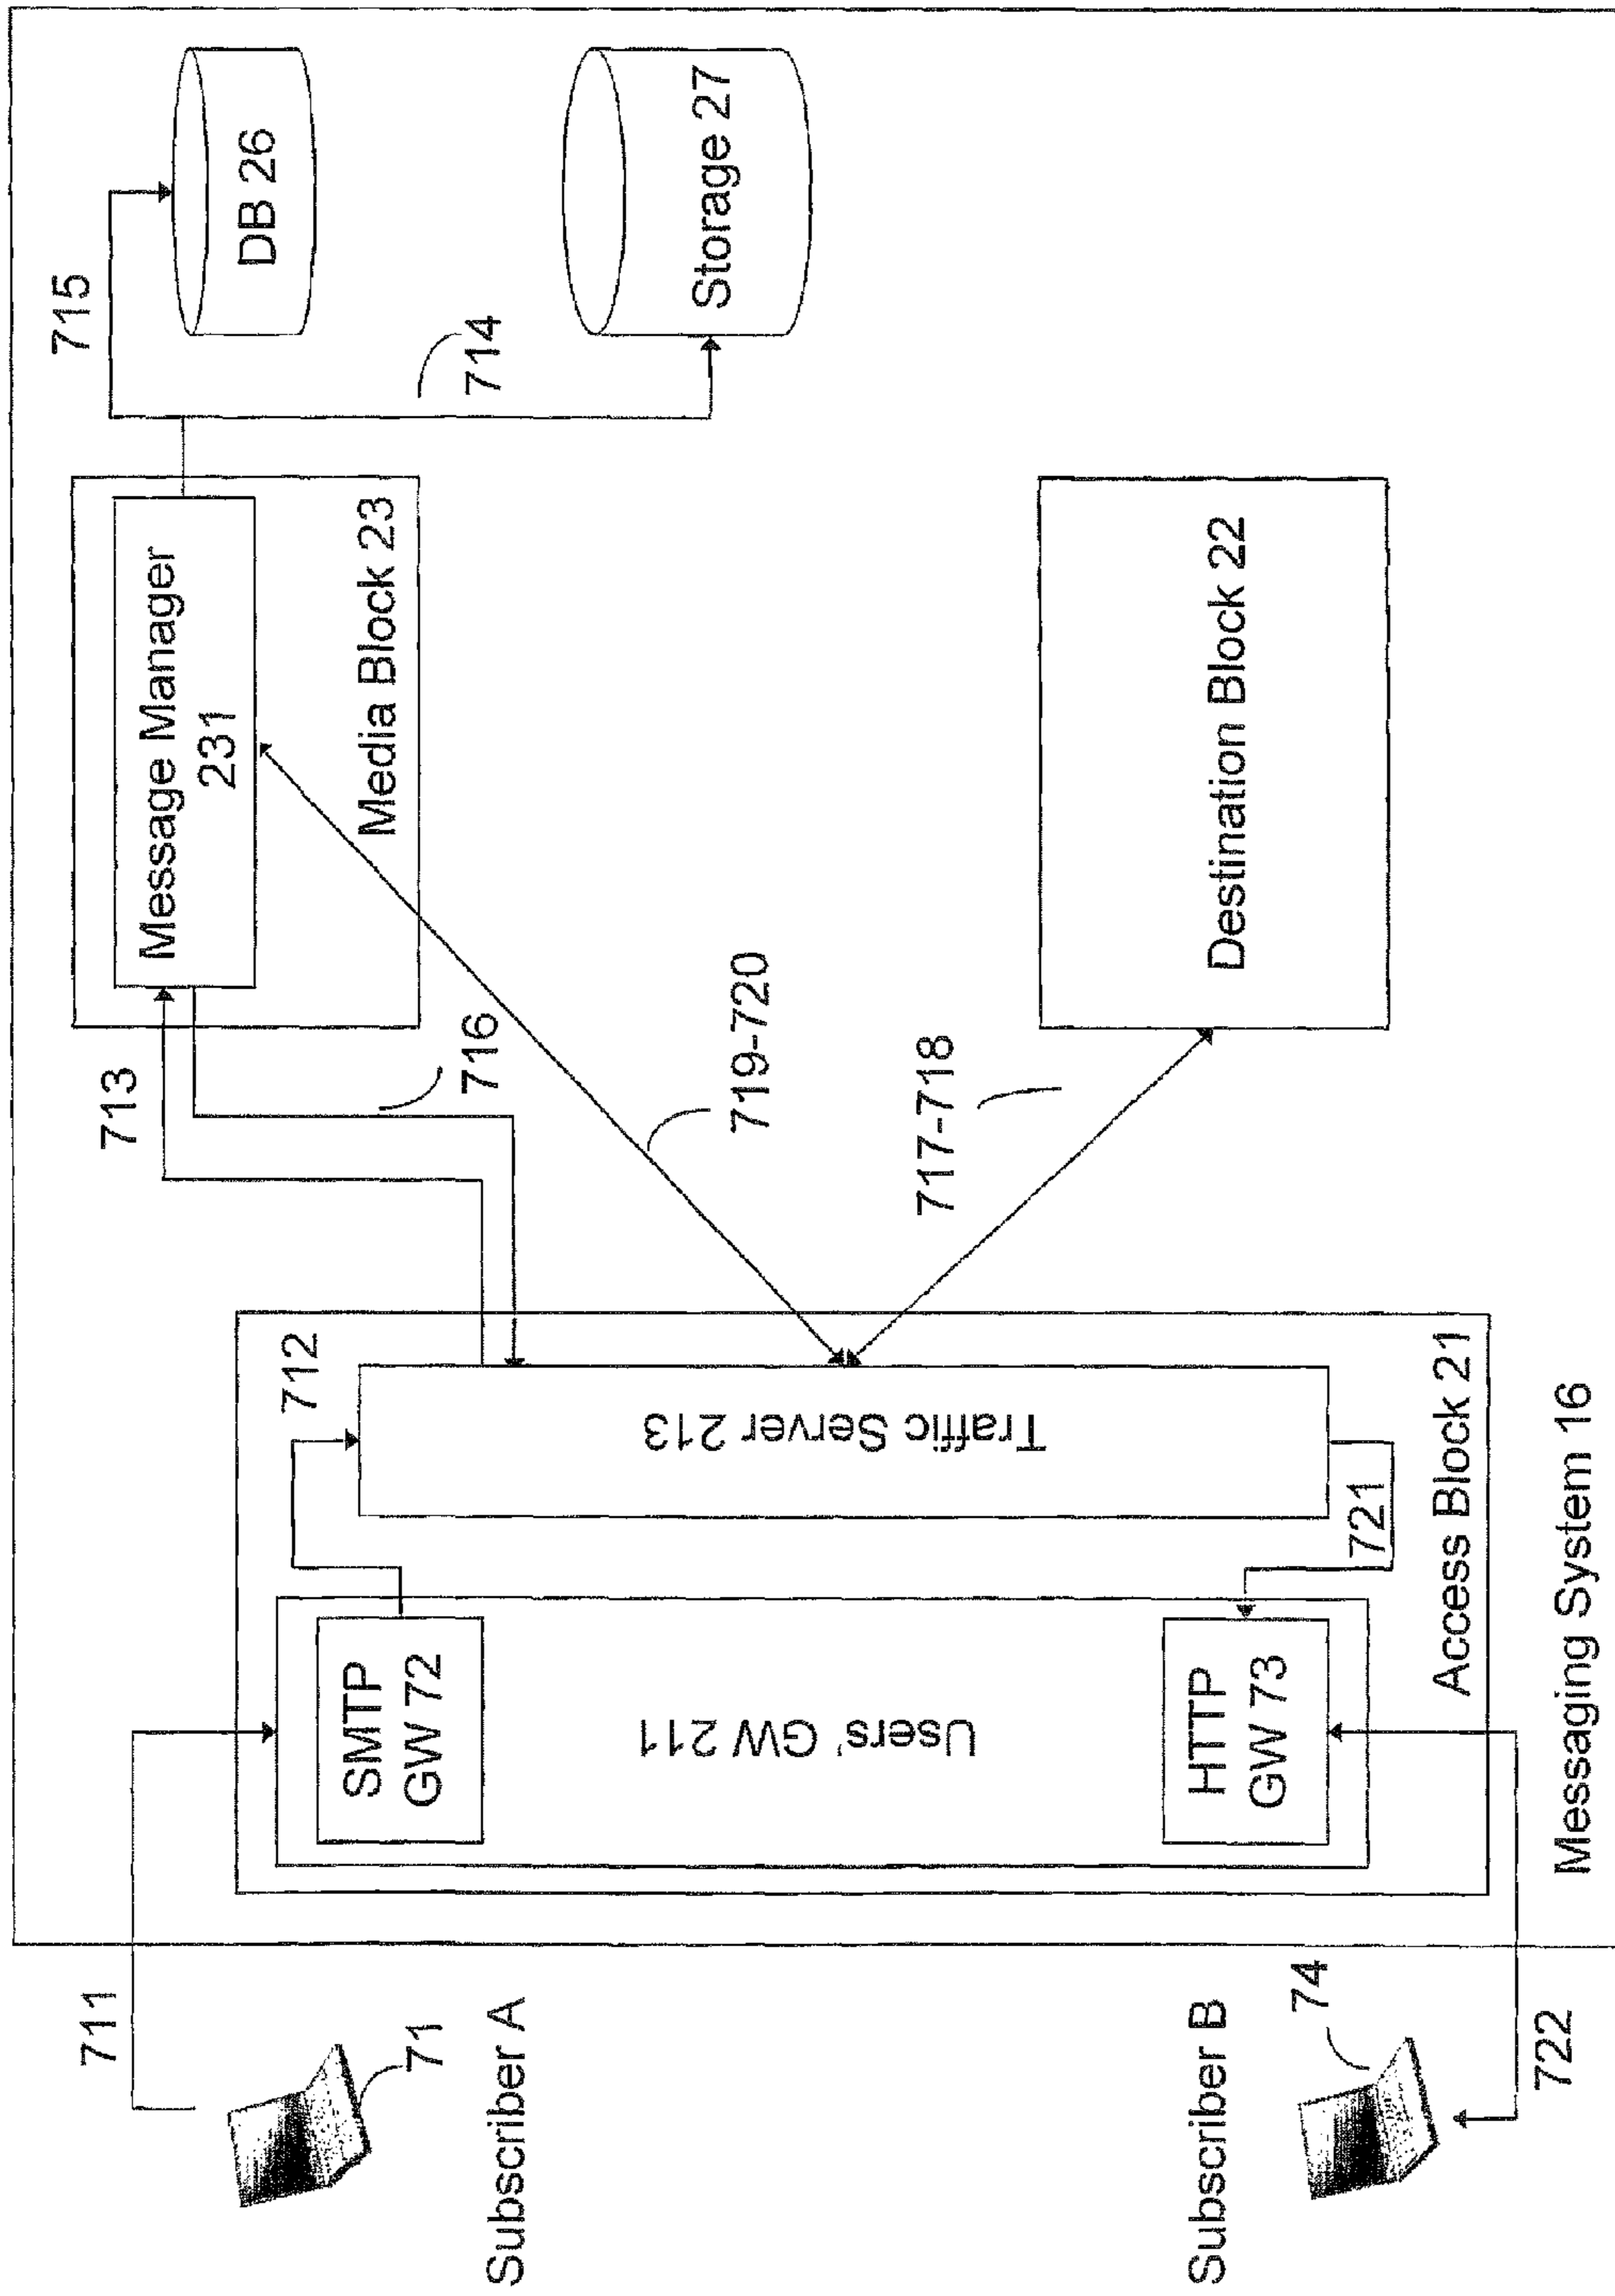 711
71
Subscriber A
Subscriber B
74
722
SMTP
GW 72
Users' GW 211
HTTP
GW 73
712
Traffic Server 213
721
Access Block 21
Messaging System 16
713
716
719-720
717-718
Message Manager
231
Media Block 23
Destination Block 22
715
714
DB 26
Storage 27